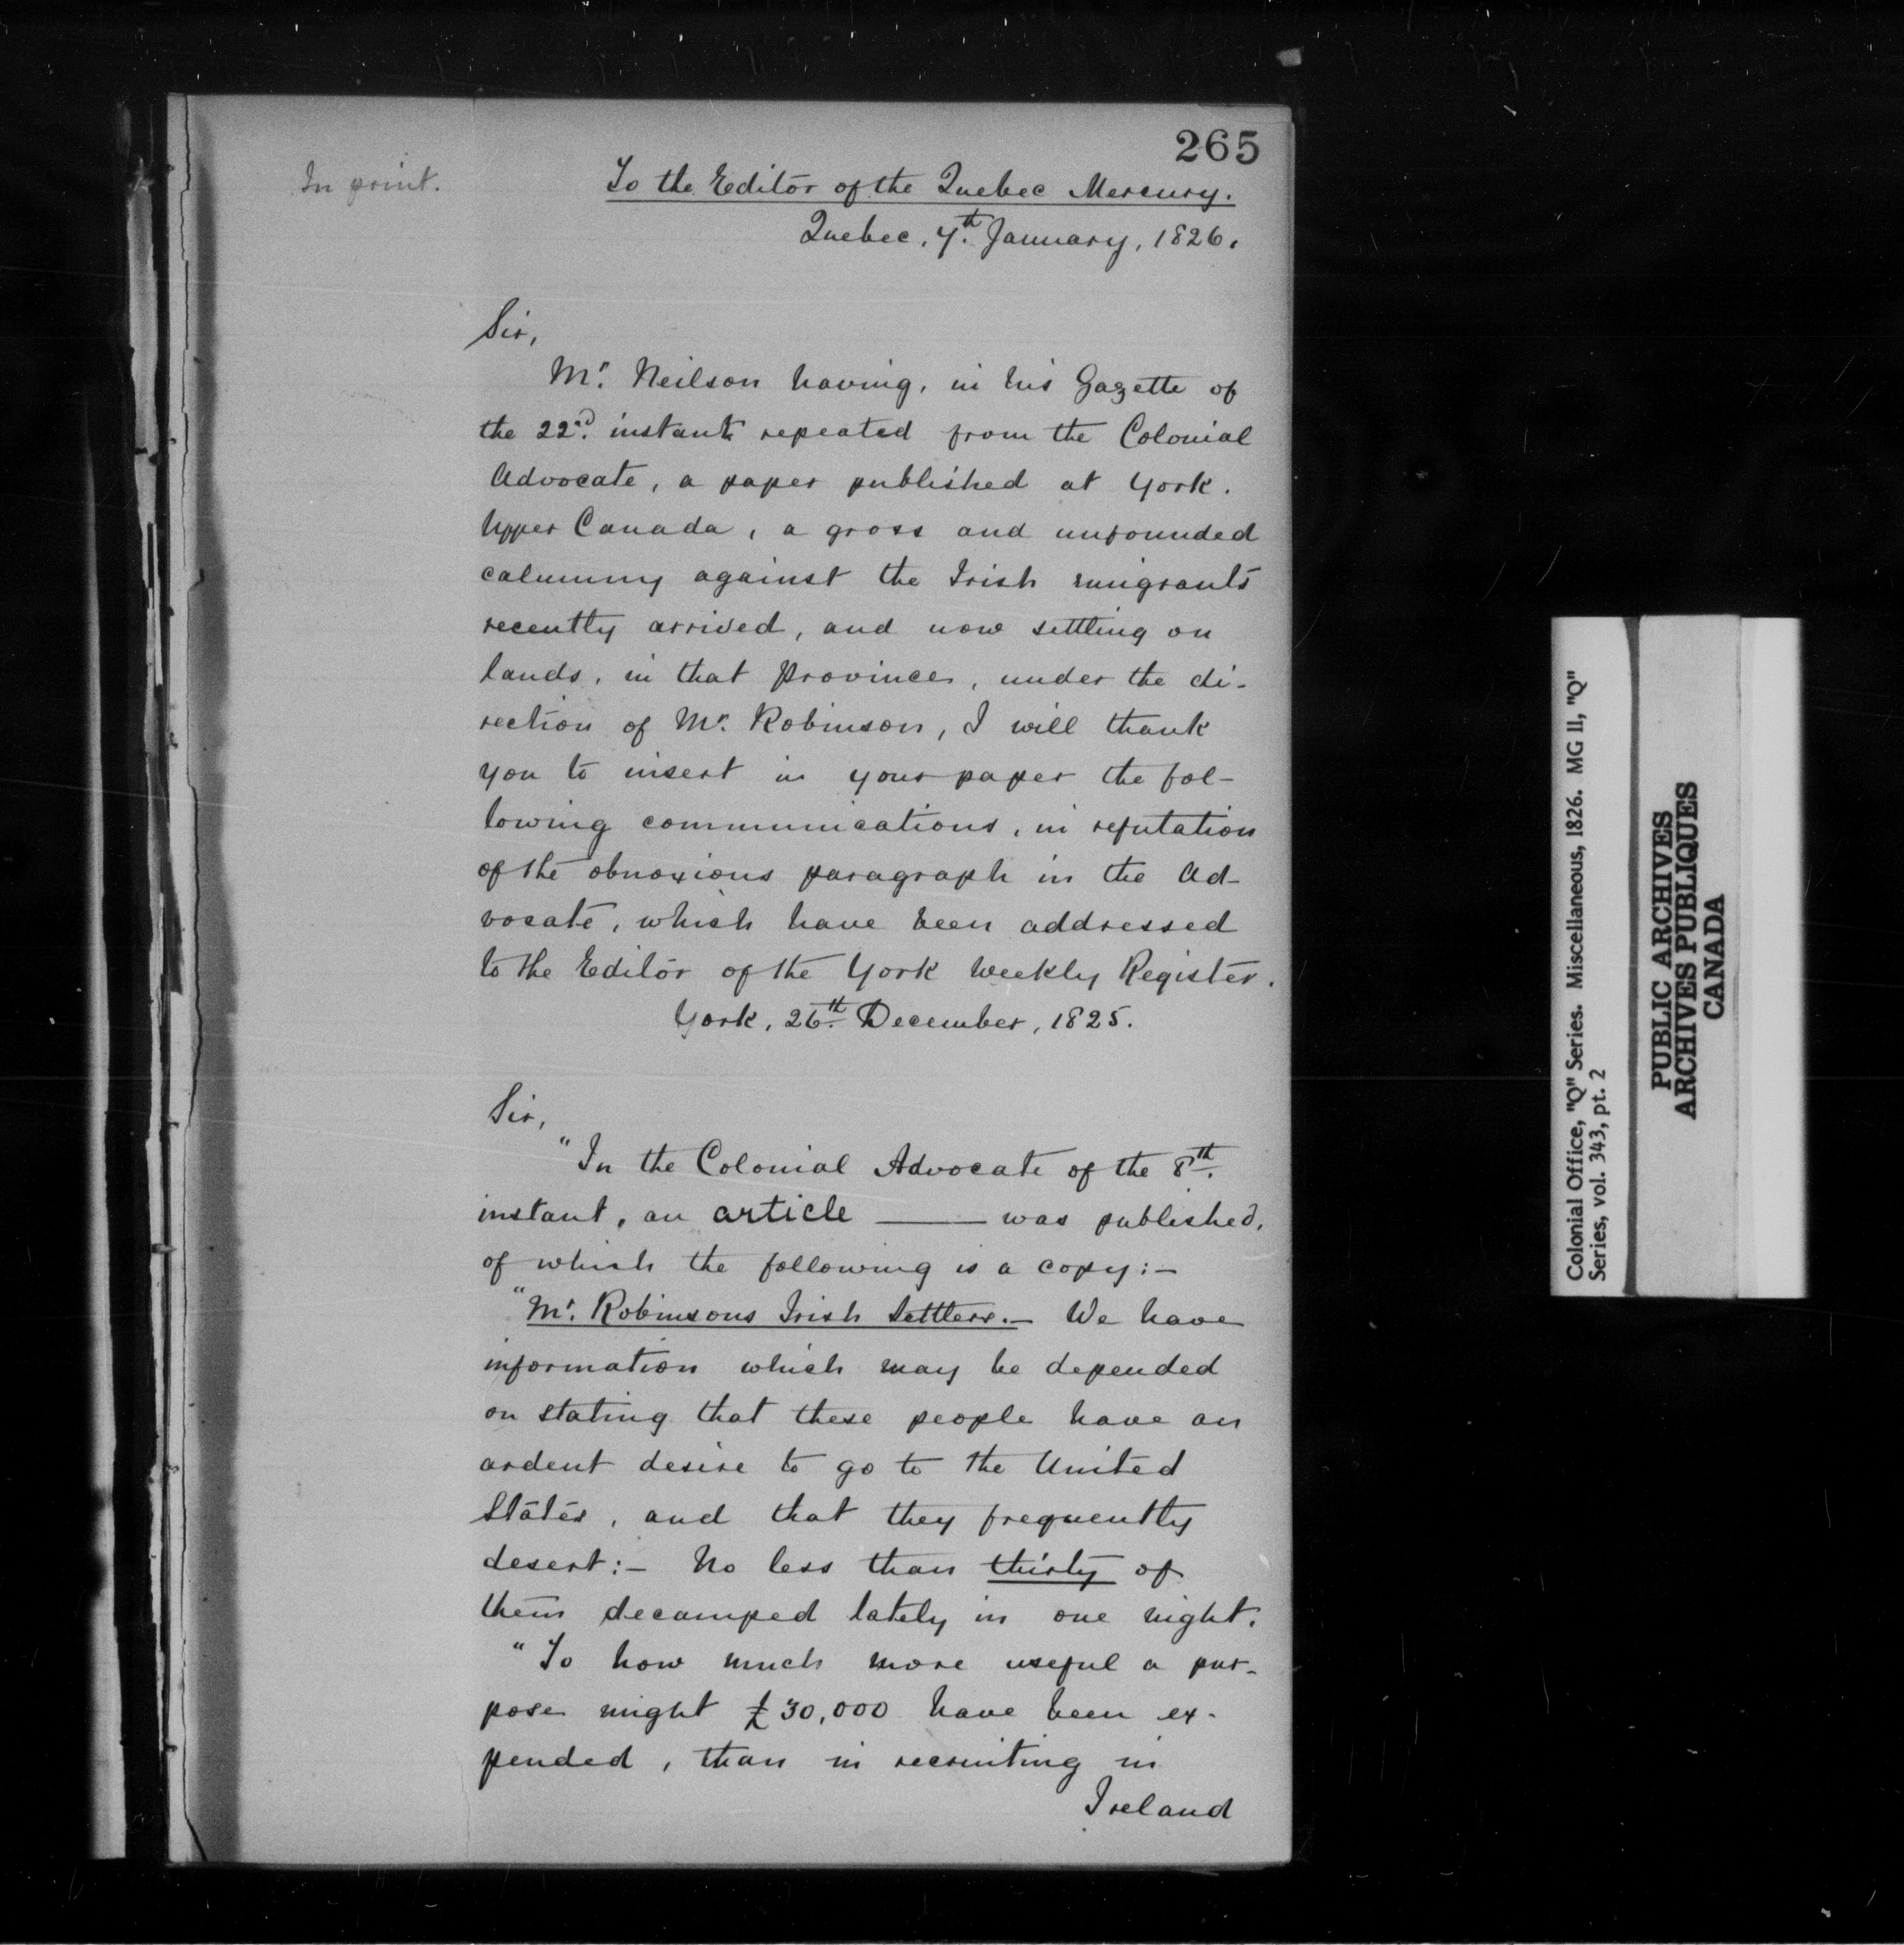 265
In print.
To the Editor of the Quebec Mercury.
Quebec, 7th. January, 1826.
Sir,
Mr. Neilson having, in his Gazette of
the 22nd. instant repeated from the Colonial
Advocate, a paper published at York.
Upper Canada, a gross and unfounded
calumny against the Irish emigrants
recently arrived, and now settling on
lands, in that Province, under the di-
rection of Mr. Robinson, I will thank
you to insert in your paper the fol-
lowing communications, in refutation
of the obnoxious paragraph in the Ad-
vocate, which have been addressed
to the Editor of the York Weekly Register.
York, 26th. December, 1825.
Sir,
"In the Colonial Advocate of the 8th.
instant, an article —— was published,
of which the following is a copy:-
"Mr. Robinsons Irish Settlers.- We have
information which may be depended
on stating that these people have an
ardent desire to go to the United
States, and that they frequently
desert:- No less than thirty of
them decamped lately in one night.
"To how much more useful a pur-
pose might £30,000 have been ex-
pended, than in recruiting in
Ireland
Colonial Office, "Q" Series. Miscellaneous, 1826. MG 11, "Q"
Series, vol. 343, pt. 2
PUBLIC ARCHIVES
ARCHIVES PUBLIQUES
CANADA